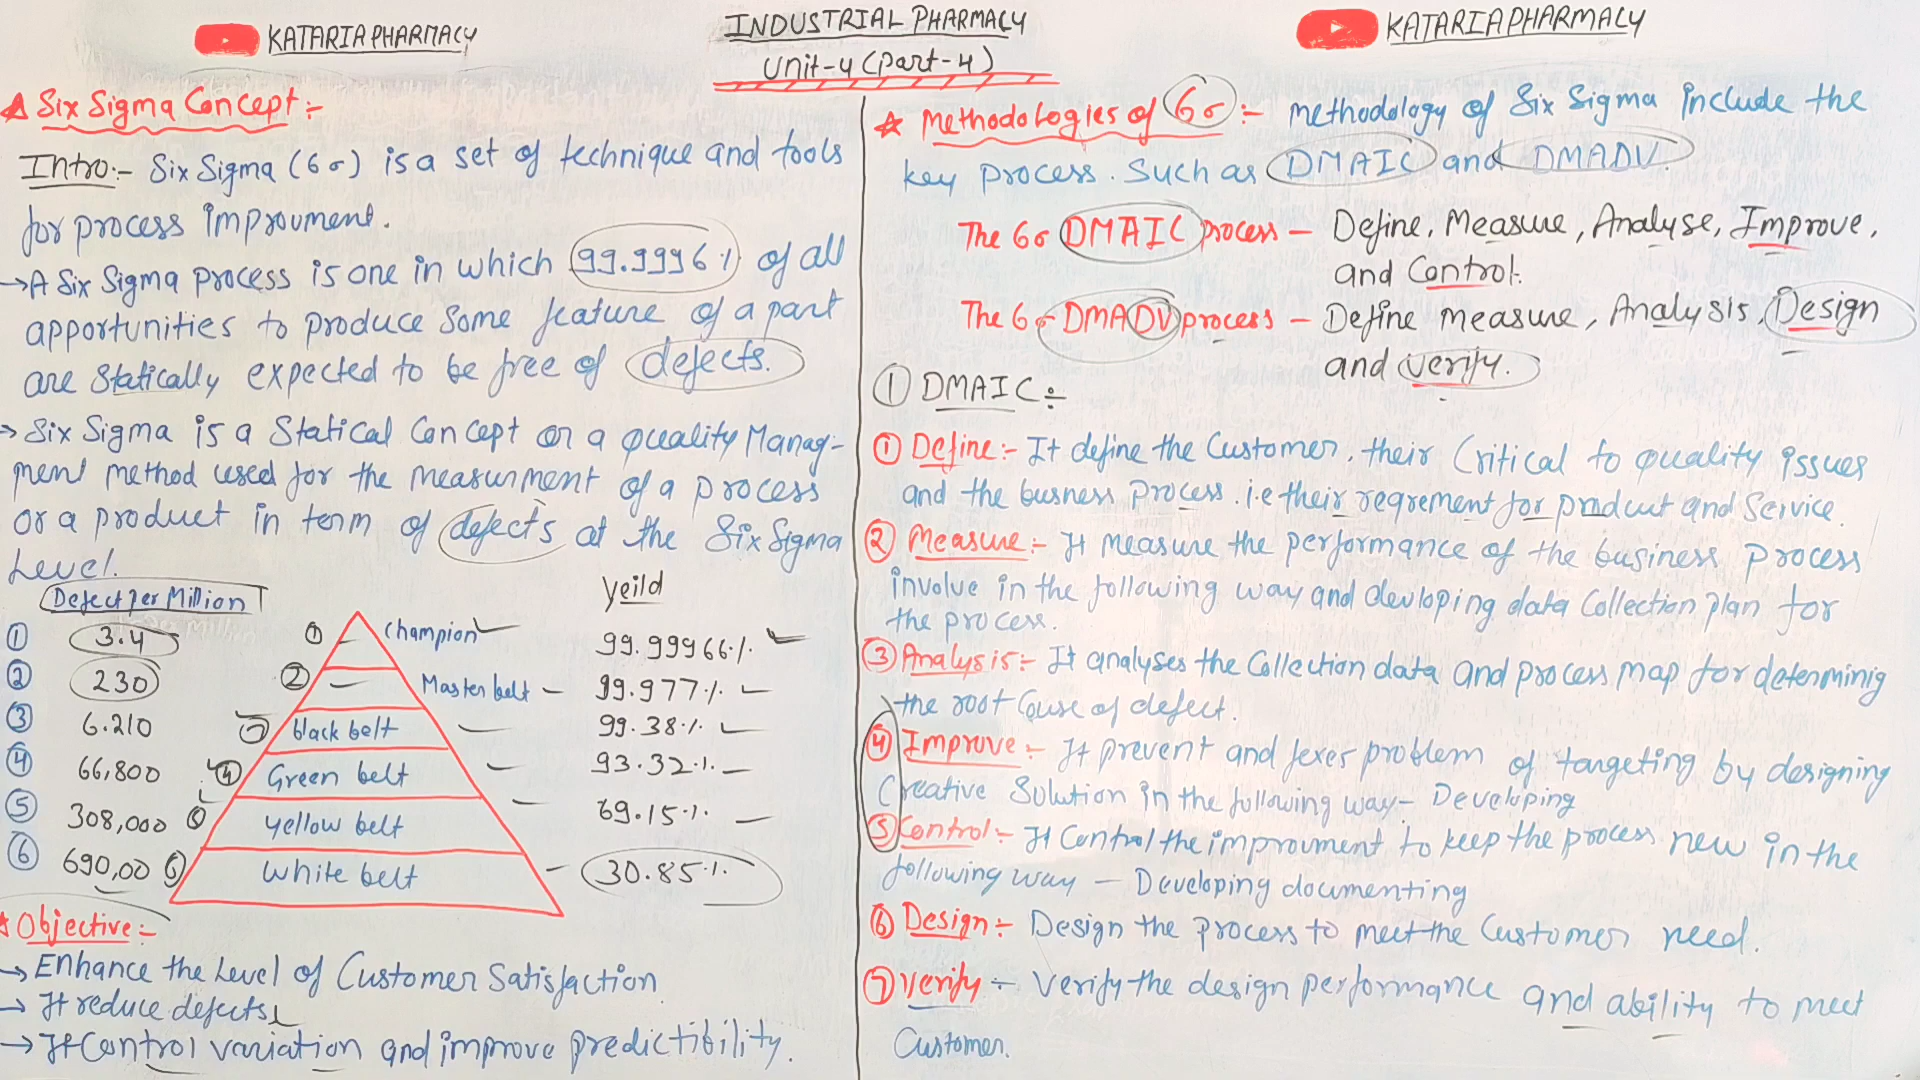 KATARIA PHARMACY
INDUSTRIAL PHARMACY
Unit-4 (Part-4)
KATARIA PHARMACY
Six Sigma Concept:-
Intro:- Six Sigma (6σ) is a set of technique and tools
for process improvment.
→ A Six Sigma process is one in which 99.9996% of all
apportunities to produce some feature of a part
are statically expected to be free of defects.
→ Six Sigma is a Statical Concept or a quality Manag-
ment method used for the measurnment of a process
or a product in term of defects at the Six Sigma
Level.
Defect per Million
Yeild
① 3.4 ① Champion 99.99966%
② 230 ② Master belt - 99.977%
③ 6.210 ③ black belt 99.38%
④ 66,800 ④ Green belt 93.32%
⑤ 308,000 ⑤ Yellow belt 69.15%
⑥ 690,00 ⑥ White belt - 30.85%
Objective:-
→ Enhance the Level of Customer Satisfaction
→ It reduce defects
→ It Control variation and improve predictibility.
Methodologies of 6σ:- methodology of Six Sigma include the
key process. Such as DMAIC and DMADV.
The 6σ DMAIC process - Define, Measure, Analyse, Improve,
and Control.
The 6σ DMADV process - Define measure, Analysis, Design
and verify.
① DMAIC:-
① Define:- It define the Customer, their Critical to quality issues
and the busness process. i.e their reqrement for product and Service.
② Measure:- It measure the performance of the business process
involve in the following way and devloping data Collection plan for
the process.
③ Analysis:- It analyses the Collection data and process map for determinig
the root Couse of defect.
④ Improve:- It prevent and fexes problem of targeting by designing
Creative Solution in the following way- Developing
⑤ Control:- It Control the improvment to keep the process new in the
following way - Developing documenting
⑥ Design:- Design the process to meet the Customer need.
⑦ Verify:- Verify the design performance and ability to meet
Customer.